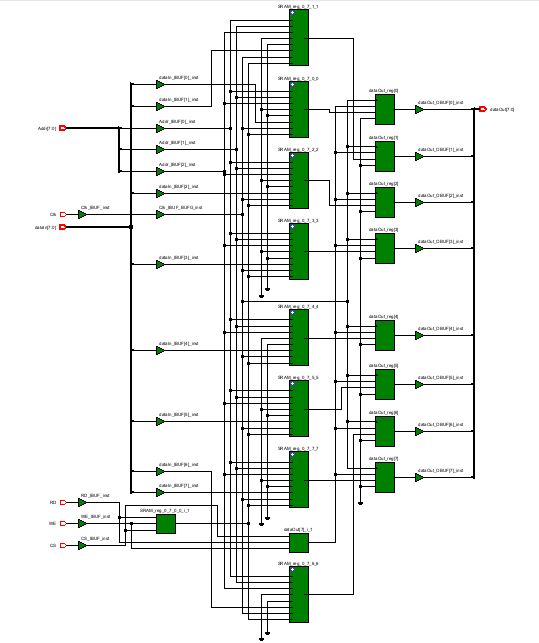 SRAM_reg_0_7_1_1
dataIn_IBUF[0]_inst
SRAM_reg_0_7_0_0
dataOut_reg[0]
dataIn_IBUF[1]_inst
dataOut_OBUF[0]_inst
dataOut[7:0]
Addr[7:0]
Addr_IBUF[0]_inst
dataOut_reg[1]
Addr_IBUF[1]_inst
SRAM_reg_0_7_2_2
dataOut_OBUF[1]_inst
Addr_IBUF[2]_inst
dataOut_reg[2]
dataIn_IBUF[2]_inst
dataOut_OBUF[2]_inst
Clk
Clk_IBUF_inst
Clk_IBUF_BUFG_inst
SRAM_reg_0_7_3_3
dataIn[7:0]
dataOut_reg[3]
dataOut_OBUF[3]_inst
dataIn_IBUF[3]_inst
SRAM_reg_0_7_4_4
dataOut_reg[4]
dataOut_OBUF[4]_inst
dataIn_IBUF[4]_inst
dataOut_reg[5]
SRAM_reg_0_7_5_5
dataOut_OBUF[5]_inst
dataOut_reg[6]
dataIn_IBUF[5]_inst
dataOut_OBUF[6]_inst
SRAM_reg_0_7_7_7
dataOut_reg[7]
dataIn_IBUF[6]_inst
dataOut_OBUF[7]_inst
dataIn_IBUF[7]_inst
RD
RD_IBUF_inst
SRAM_reg_0_7_0_0_i_1
WE
WE_IBUF_inst
dataOut[7]_i_1
CS
CS_IBUF_inst
SRAM_reg_0_7_6_6